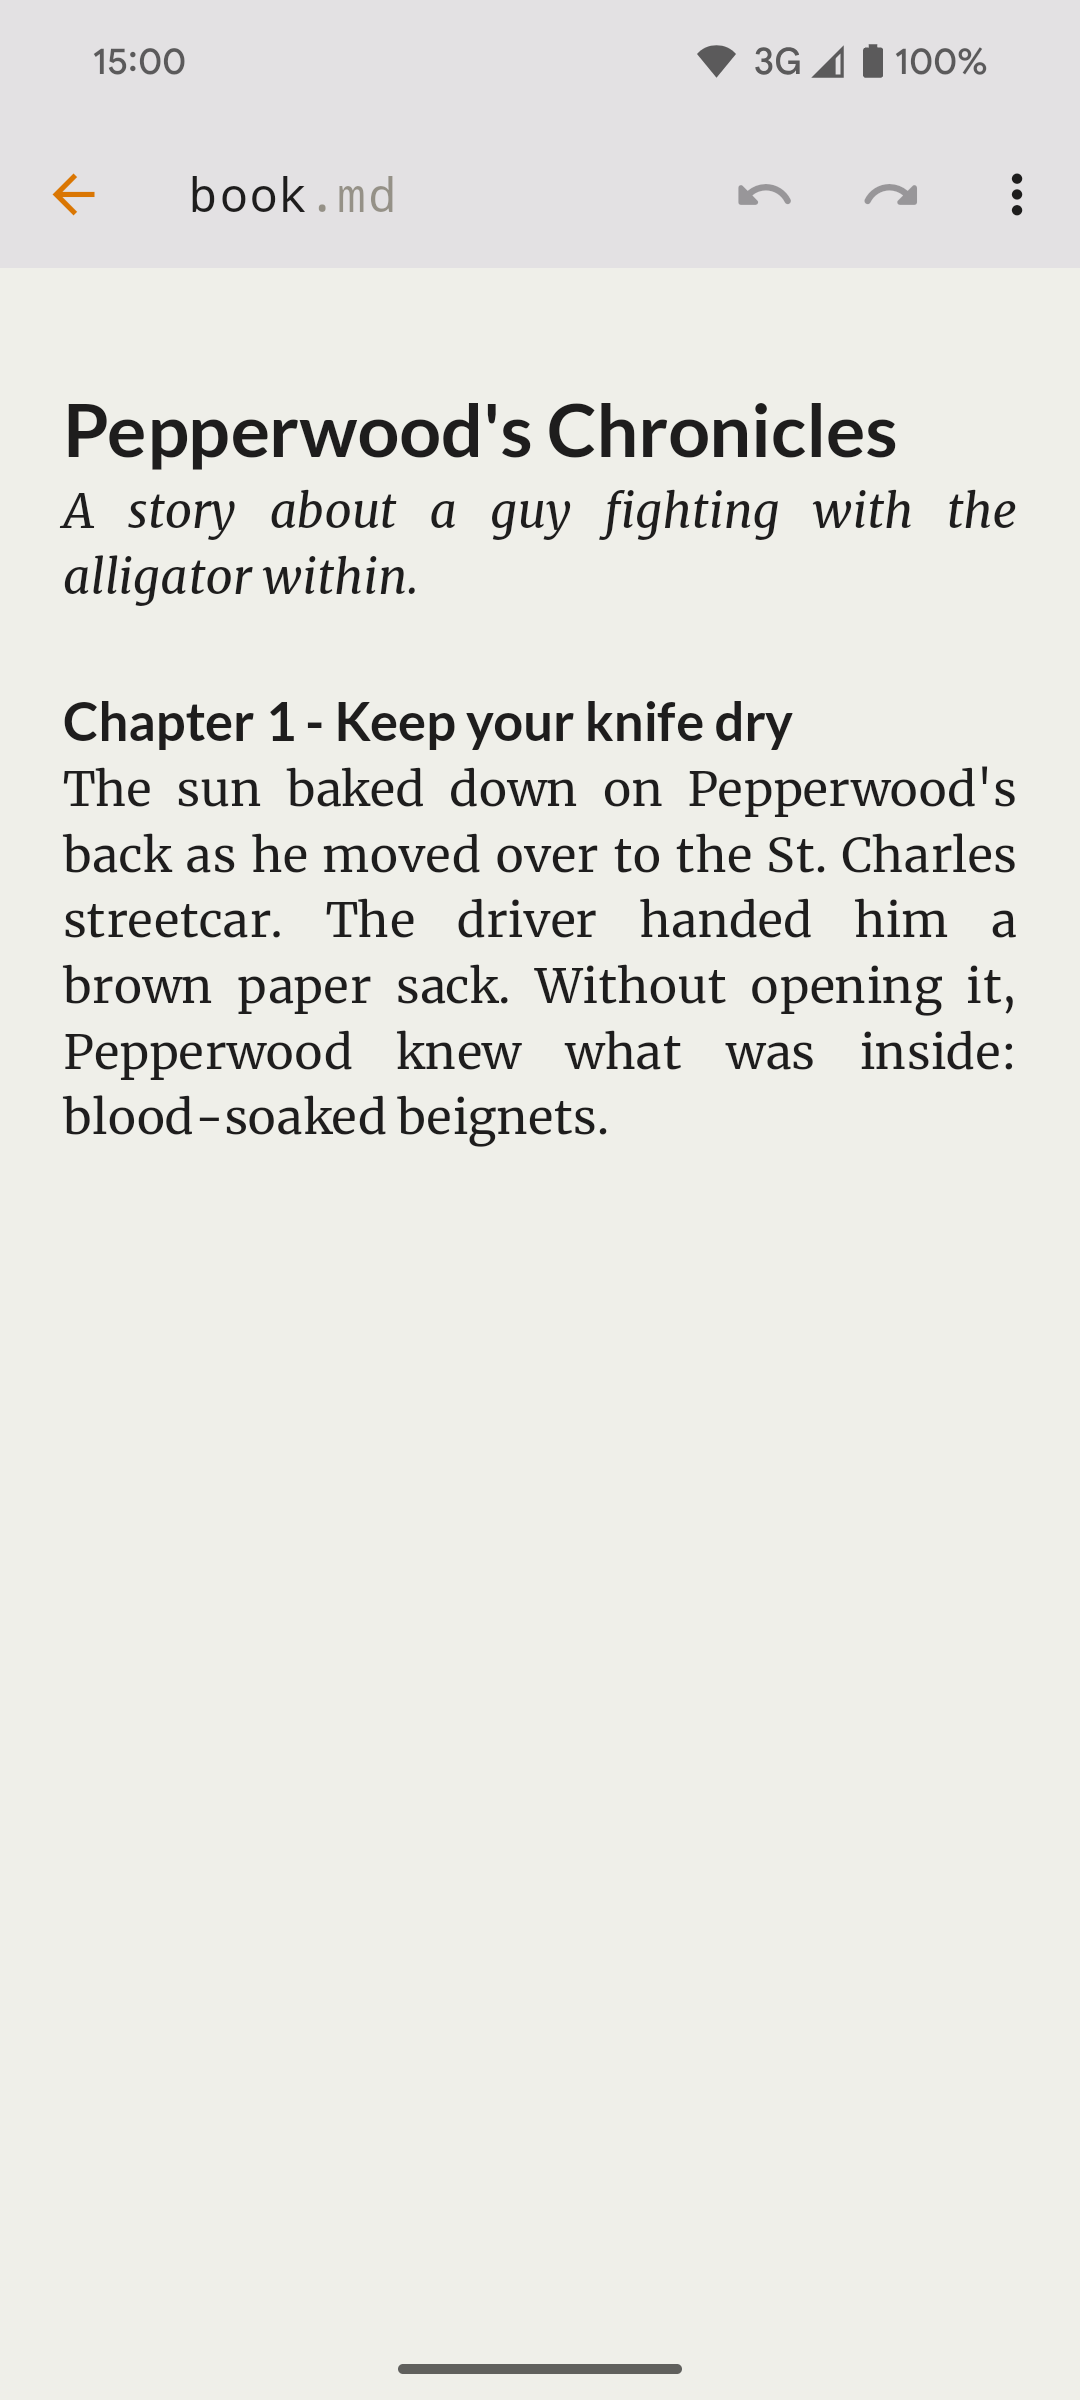 15:00 3G 100%
book.md
Pepperwood's Chronicles
A story about a guy fighting with the
alligator within.
Chapter 1 - Keep your knife dry
The sun baked down on Pepperwood's
back as he moved over to the St. Charles
streetcar. The driver handed him a
brown paper sack. Without opening it,
Pepperwood knew what was inside:
blood-soaked beignets.